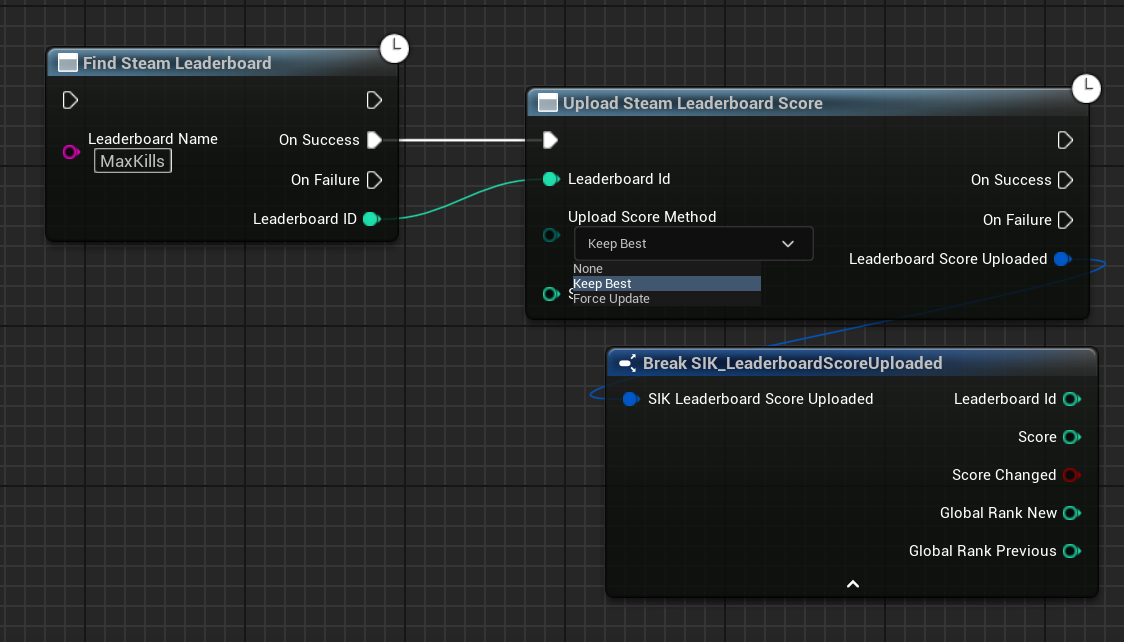 Find Steam Leaderboard
Leaderboard Name
MaxKills
On Success
On Failure
Leaderboard ID
Upload Steam Leaderboard Score
Leaderboard Id
Upload Score Method
Keep Best
None
Keep Best
Force Update
On Success
On Failure
Leaderboard Score Uploaded
Break SIK_LeaderboardScoreUploaded
SIK Leaderboard Score Uploaded
Leaderboard Id
Score
Score Changed
Global Rank New
Global Rank Previous